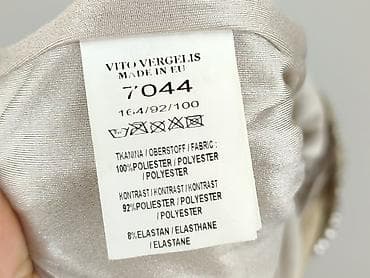 VITO VERGELIS
MADE IN EU
7044
164/92/100
TKANINA / OBERSTOFF / FABRIC :
100%POLIESTER / POLYESTER
/ POLYESTER
KONTRAST / KONTRAST / KONTRAST
92%POLIESTER / POLYESTER
/ POLYESTER
8%ELASTAN / ELASTHANE
/ ELASTANE